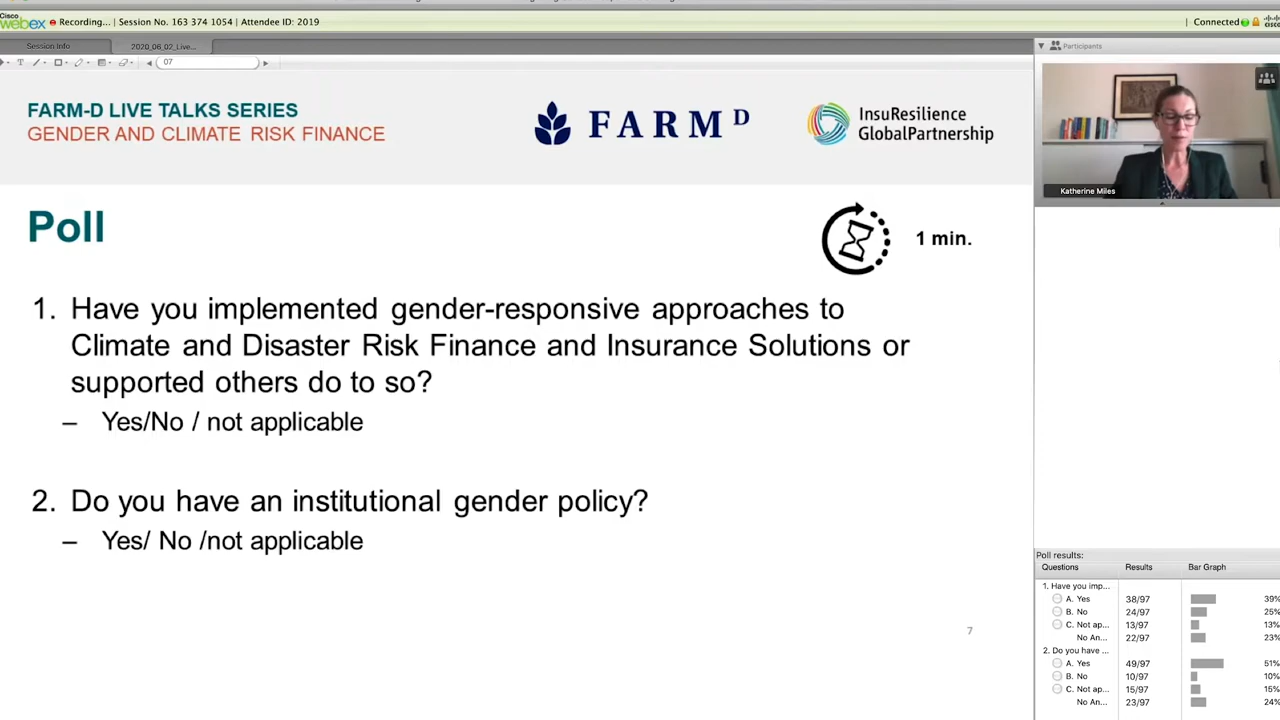 Cisco
webex
Recording... | Session No. 163 374 1054 | Attendee ID: 2019
| Connected
cisco
Session Info
2020_06_02_Live...
07
Participants
FARM-D LIVE TALKS SERIES
GENDER AND CLIMATE RISK FINANCE
FARM D
InsuResilience
GlobalPartnership
Katherine Miles
Poll
1 min.
1. Have you implemented gender-responsive approaches to
Climate and Disaster Risk Finance and Insurance Solutions or
supported others do to so?
– Yes/No / not applicable
2. Do you have an institutional gender policy?
– Yes/ No /not applicable
7
Poll results:
Questions Results Bar Graph
1. Have you imp...
A. Yes 38/97 39%
B. No 24/97 25%
C. Not ap... 13/97 13%
No An... 22/97 23%
2. Do you have ...
A. Yes 49/97 51%
B. No 10/97 10%
C. Not ap... 15/97 15%
No An... 23/97 24%